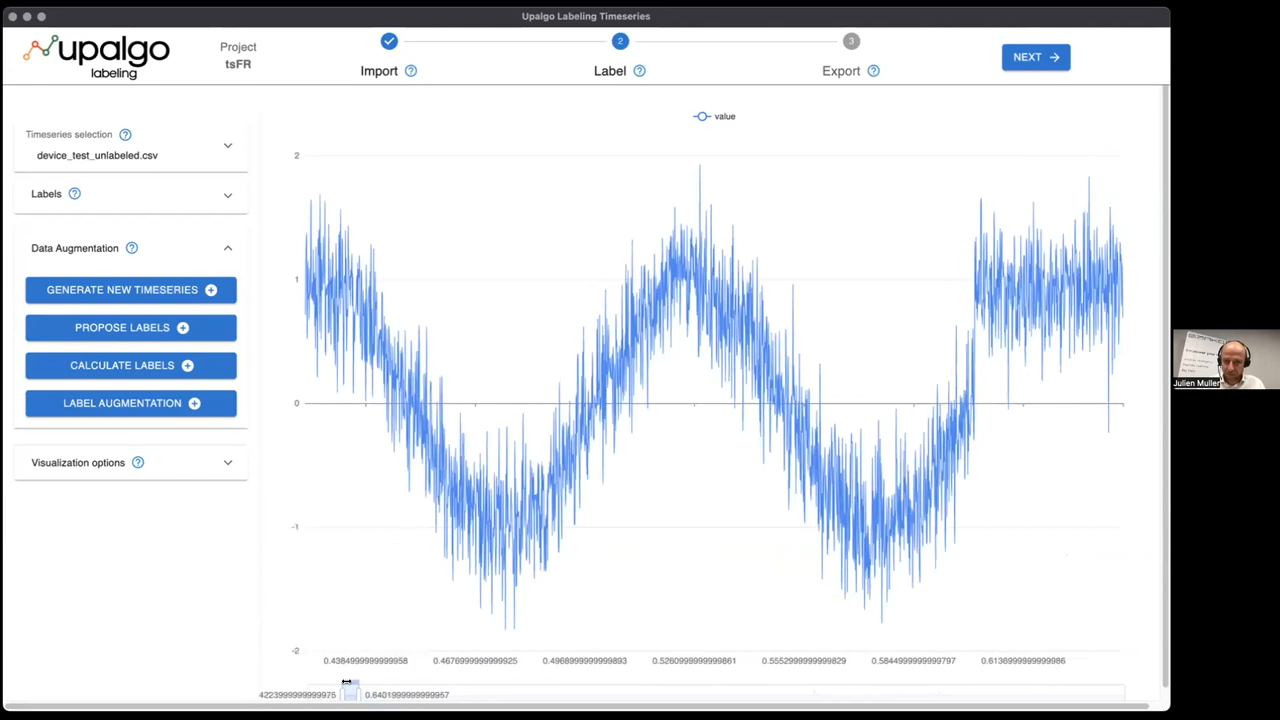 Upalgo Labeling Timeseries
upalgo
labeling
Project
tsFR
2
3
Import
Label
Export
NEXT
Timeseries selection
device_test_unlabeled.csv
Labels
Data Augmentation
GENERATE NEW TIMESERIES
PROPOSE LABELS
CALCULATE LABELS
LABEL AUGMENTATION
Visualization options
value
2
1
0
-1
-2
0.4384999999999958
0.4676999999999925
0.4968999999999893
0.5260999999999861
0.5552999999999829
0.5844999999999797
0.613699999999986
4223999999999975
0.6401999999999957
Julien Muller